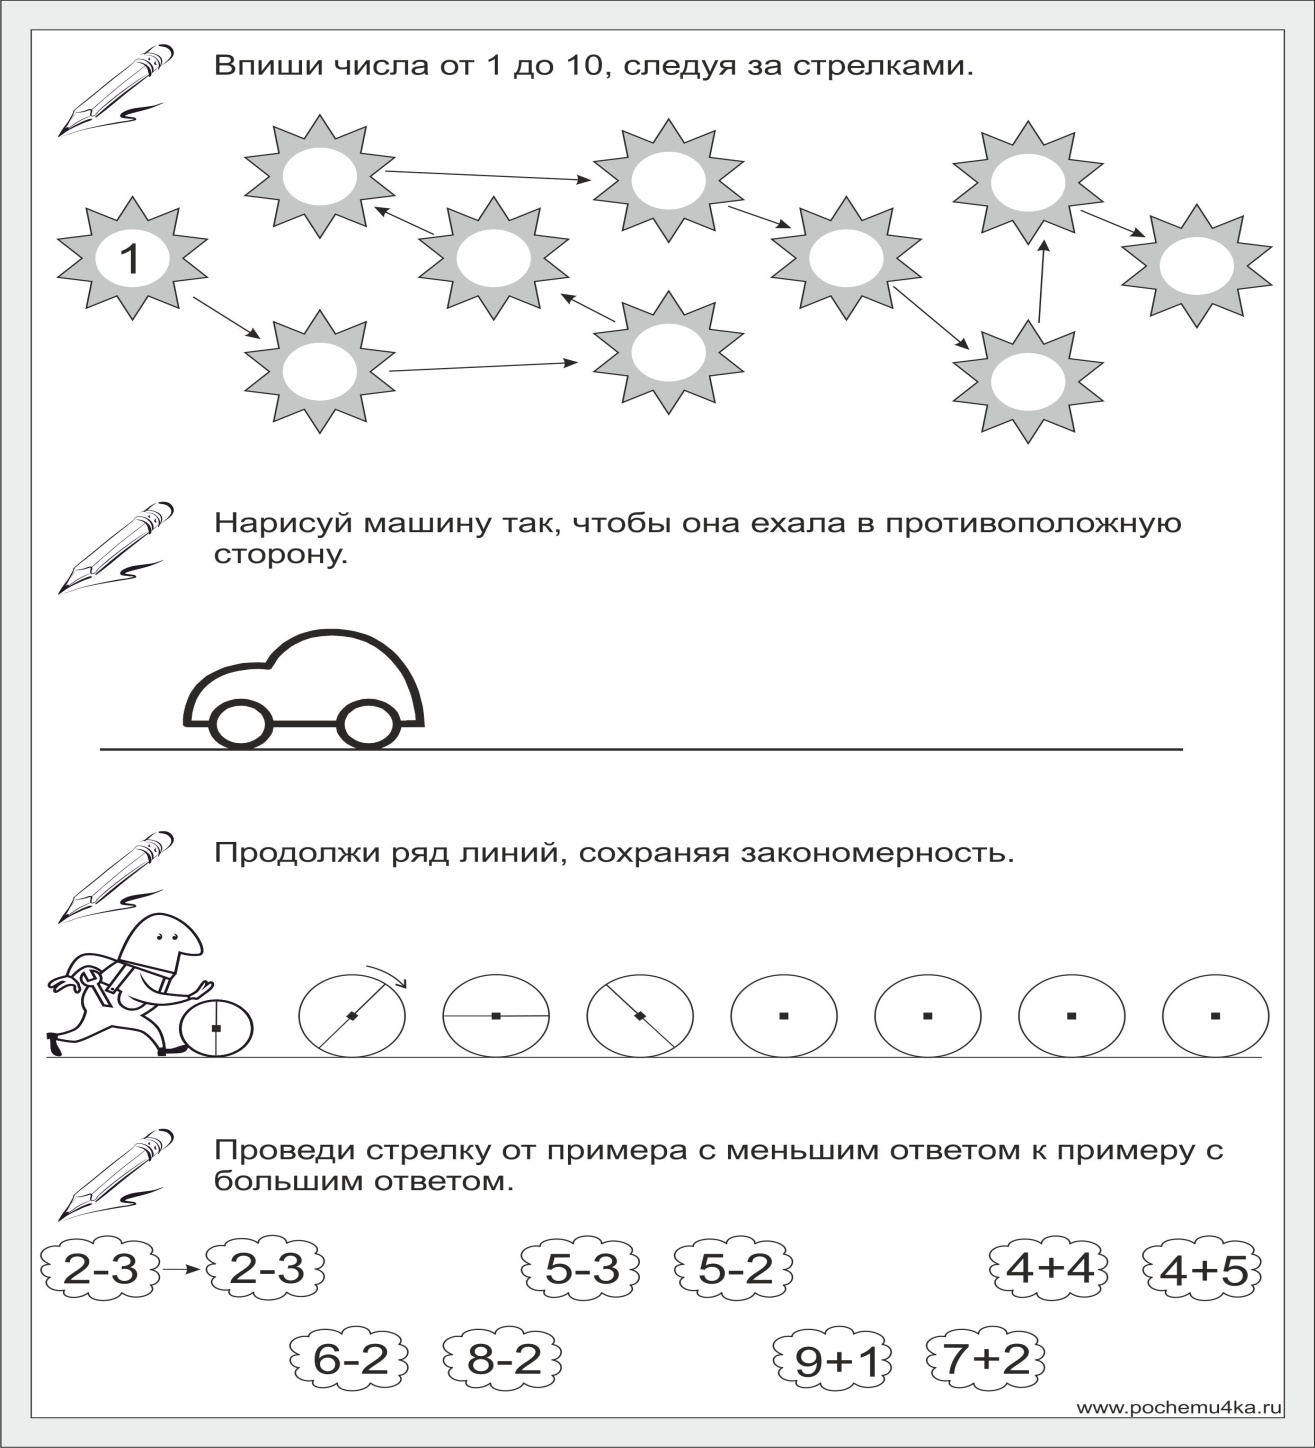 Впиши числа от 1 до 10, следуя за стрелками.
1
Нарисуй машину так, чтобы она ехала в противоположную
сторону.
Продолжи ряд линий, сохраняя закономерность.
Проведи стрелку от примера с меньшим ответом к примеру с
большим ответом.
2-3 2-3 5-3 5-2 4+4 4+5
6-2 8-2 9+1 7+2
www.pochemu4ka.ru